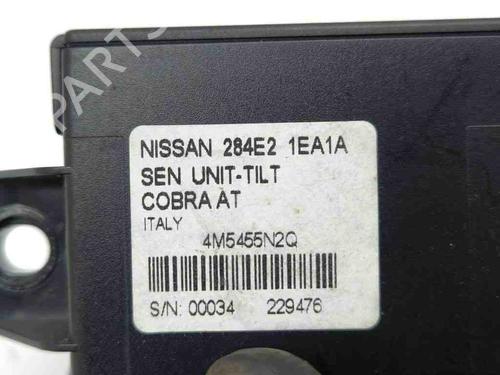 NISSAN 284E2 1EA1A
SEN UNIT-TILT
COBRA AT
ITALY
4M5455N2Q
S/N: 00034 229476